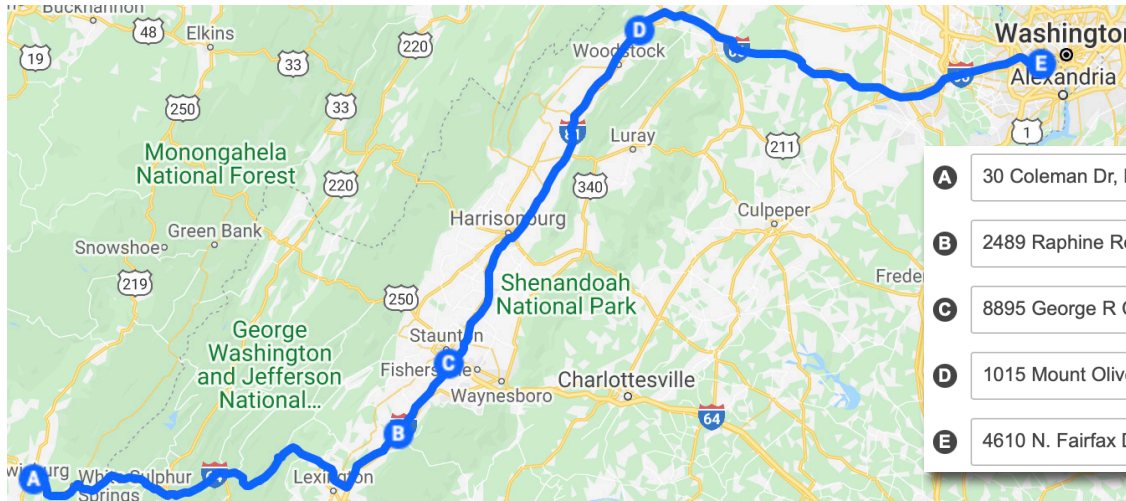 Buckhannon
48
Elkins
19
33
220
250
33
Monongahela
National Forest
220
Snowshoe
Green Bank
219
250
George
Washington
and Jefferson
National...
Harrisonburg
Shenandoah
National Park
Staunton
C
Waynesboro
Charlottesville
64
B
A
White Sulphur
Springs
Lexington
D
Woodstock
81
Luray
340
211
Culpeper
Washington
E
Alexandria
1
A
30 Coleman Dr,
B
2489 Raphine
C
8895 George R
D
1015 Mount
E
4610 N. Fairfax